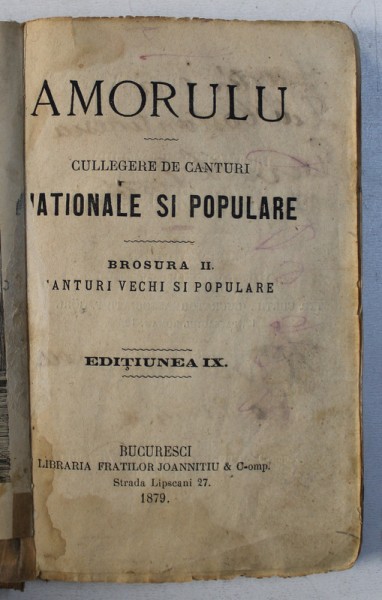 AMORULU
CULLEGERE DE CANTURI
NATIONALE SI POPULARE
BROSURA II.
CANTURI VECHI SI POPULARE
EDIȚIUNEA IX.
BUCURESCI
LIBRARIA FRATILOR JOANNITIU & C-omp.
Strada Lipscani 27.
1879.